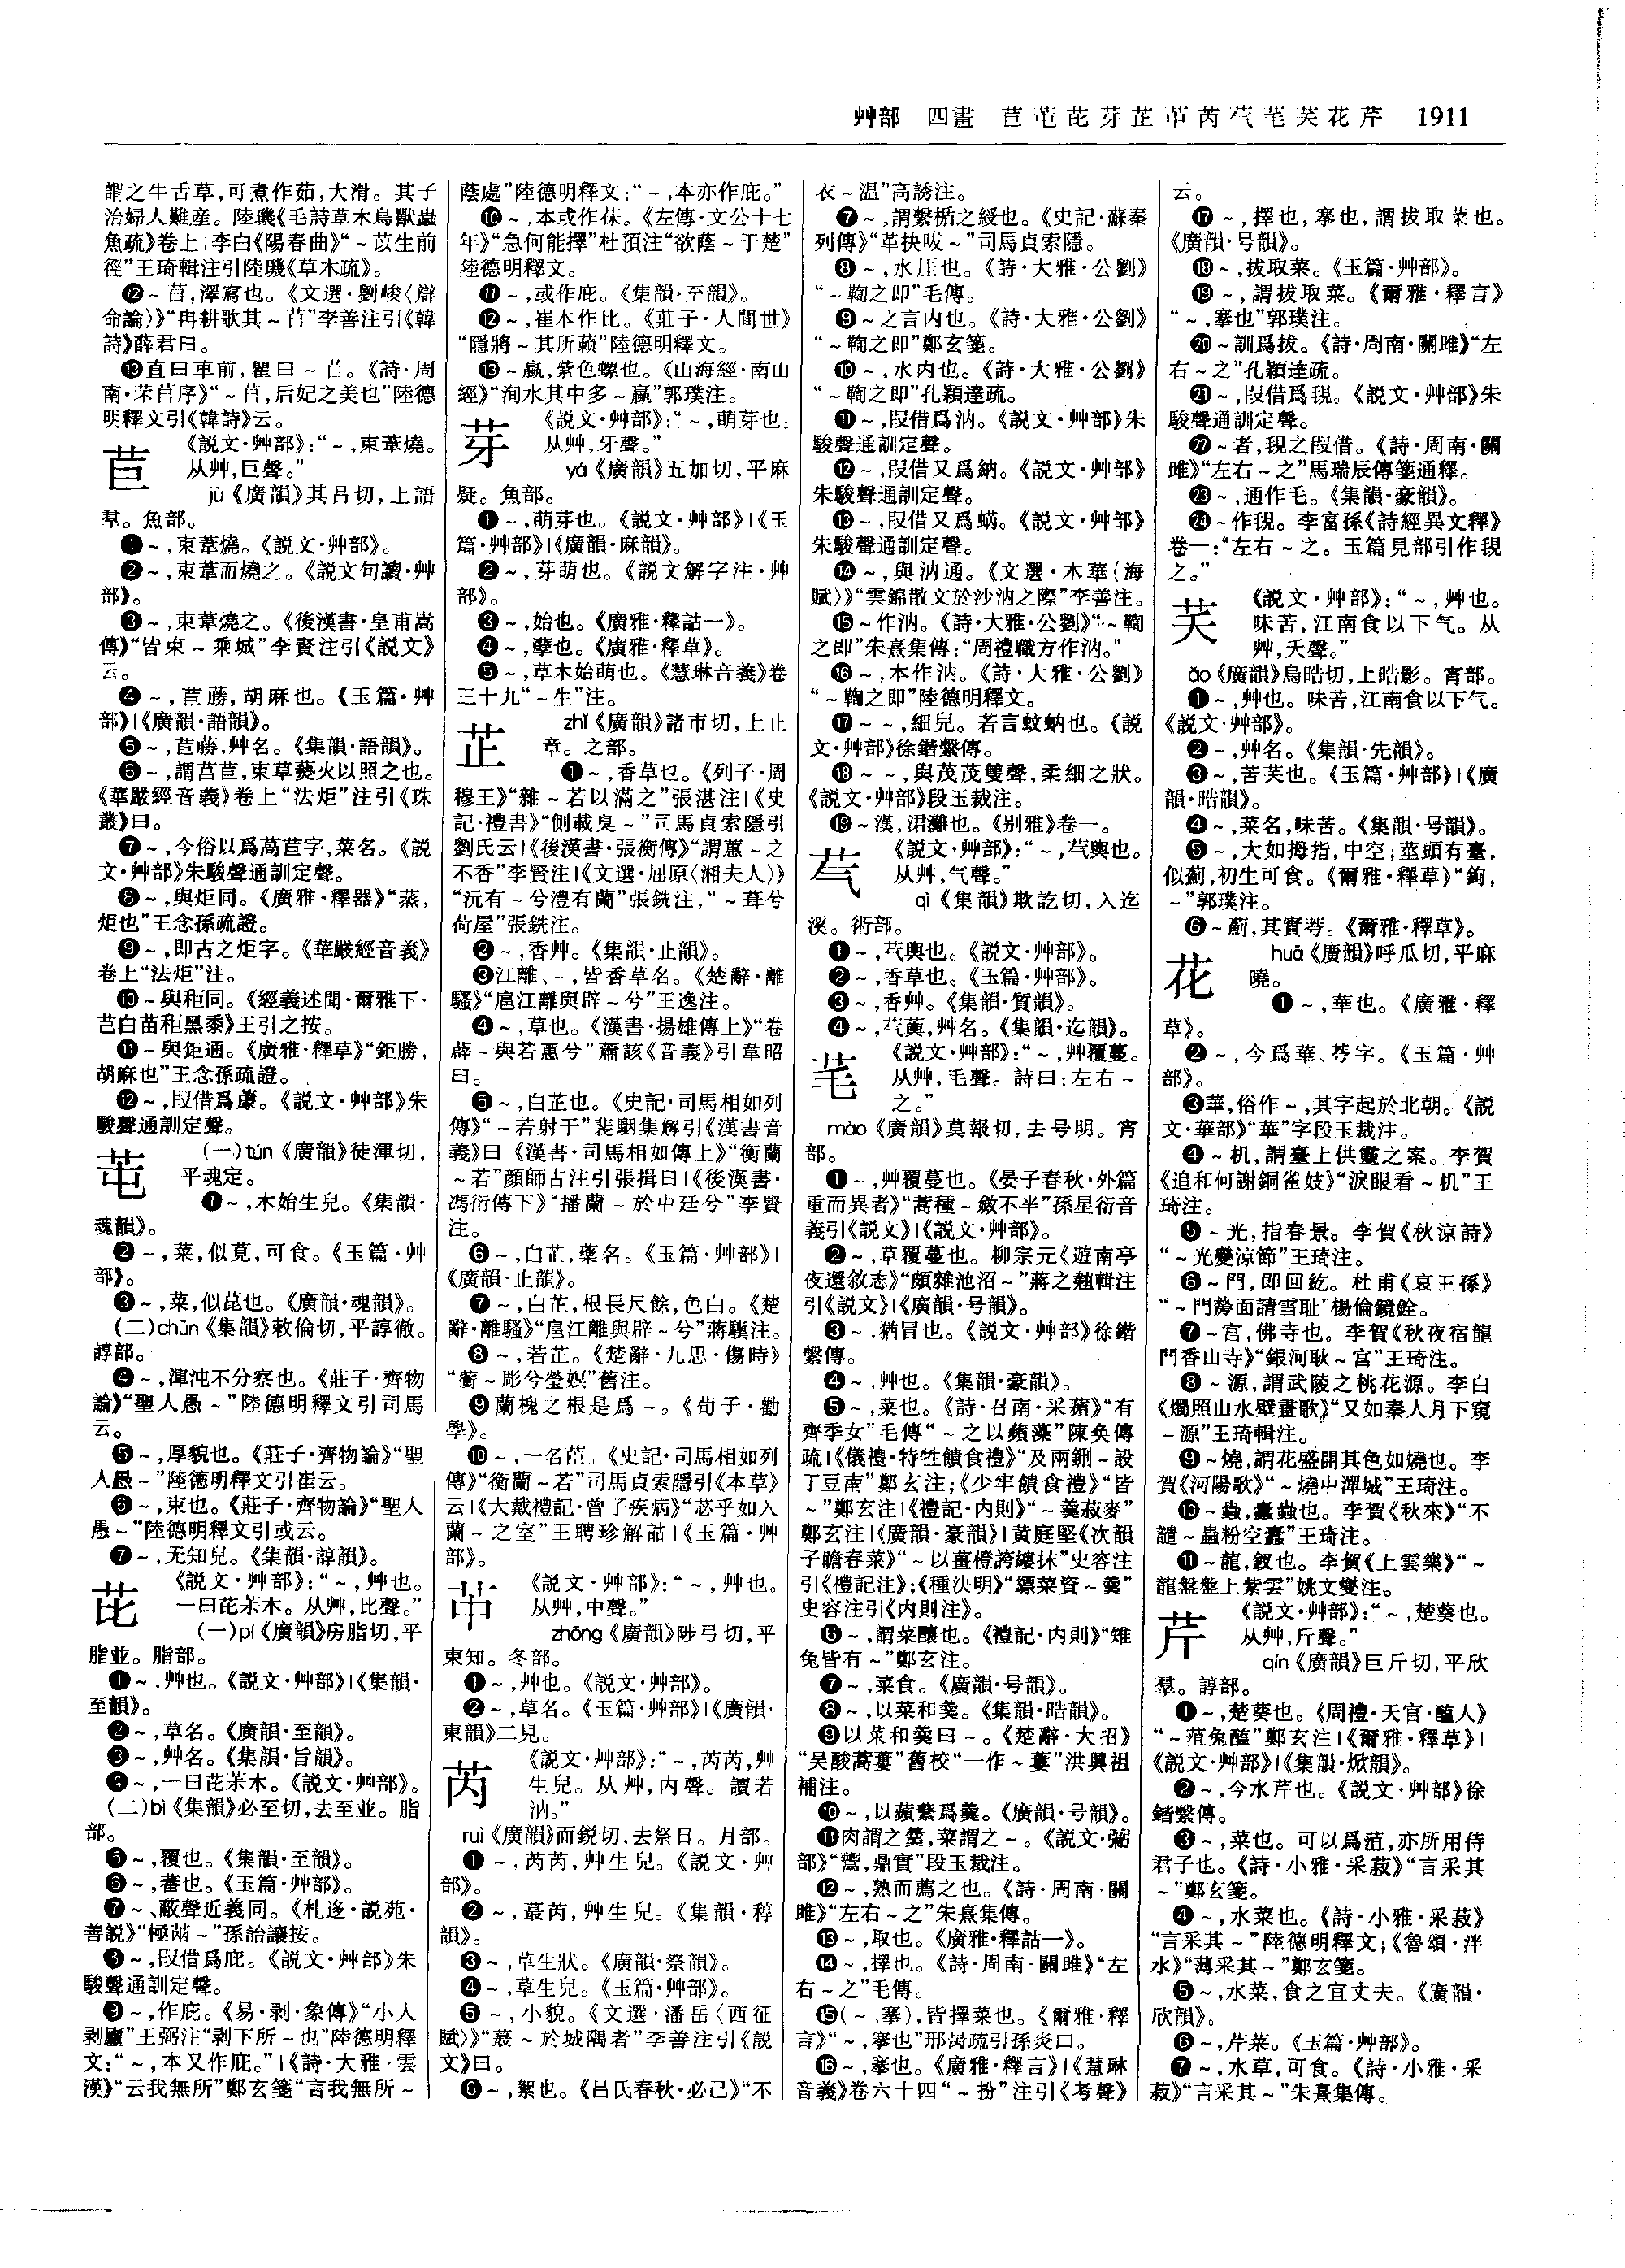 艸部 四畫 苣芚芘芽芷苹芮芞芼芺花芹 1911
謂之牛舌草，可煮作茹，大滑。其子
治婦人難產。陸璣《毛詩草木鳥獸蟲
魚疏》卷上|李白《陽春曲》“～苡生前
徑”王琦輯注引陸璣《草木疏》。
⓬～苢，澤寫也。《文選·劉峻〈辯
命論〉》“冉耕歌其～苢”李善注引《韓
詩》薛君曰。
⓭直曰車前，瞿曰～苢。《詩·周
南·芣苢序》“～苢，后妃之美也”陸德
明釋文引《韓詩》云。
苣
《説文·艸部》：“～，束葦燒。
从艸，巨聲。”
jù《廣韻》其呂切，上語
羣。魚部。
❶～，束葦燒。《説文·艸部》。
❷～，束葦而燒之。《説文句讀·艸
部》。
❸～，束葦燒之。《後漢書·皇甫嵩
傳》“皆束～乘城”李賢注引《説文》
云。
❹～，苣勝，胡麻也。《玉篇·艸
部》|《廣韻·語韻》。
❺～，苣勝，艸名。《集韻·語韻》。
❻～，謂萵苣，束草爇火以照之也。
《華嚴經音義》卷上“法炬”注引《珠
叢》曰。
❼～，今俗以爲萵苣字，菜名。《説
文·艸部》朱駿聲通訓定聲。
❽～，與炬同。《廣雅·釋器》“蒸，
炬也”王念孫疏證。
❾～，即古之炬字。《華嚴經音義》
卷上“法炬”注。
❿～與秬同。《經義述聞·爾雅下·
芑白苗秬黑黍》王引之按。
⓫～與鉅通。《廣雅·釋草》“鉅勝，
胡麻也”王念孫疏證。
⓬～，叚借爲蘧。《説文·艸部》朱
駿聲通訓定聲。
芚
(一)tún《廣韻》徒渾切，
平魂定。
❶～，木始生皃。《集韻·
魂韻》。
❷～，菜，似莧，可食。《玉篇·艸
部》。
❸～，菜，似莧也。《廣韻·魂韻》。
(二)chūn《集韻》敕倫切，平諄徹。
諄部。
❹～，渾沌不分察也。《莊子·齊物
論》“聖人愚～”陸德明釋文引司馬
云。
❺～，厚貌也。《莊子·齊物論》“聖
人愚～”陸德明釋文引崔云。
❻～，束也。《莊子·齊物論》“聖人
愚～”陸德明釋文引或云。
❼～，无知皃。《集韻·諄韻》。
芘
《説文·艸部》：“～，艸也。
一曰芘茮木。从艸，比聲。”
(一)pí《廣韻》房脂切，平
脂並。脂部。
❶～，艸也。《説文·艸部》|《集韻·
至韻》。
❷～，草名。《廣韻·至韻》。
❸～，艸名。《集韻·旨韻》。
❹～，一曰芘茮木。《説文·艸部》。
(二)bì《集韻》必至切，去至並。脂
部。
❺～，覆也。《集韻·至韻》。
❻～，蕃也。《玉篇·艸部》。
❼～、蔽聲近義同。《札迻·説苑·
善説》“極芮～”孫詒讓按。
❽～，叚借爲庇。《説文·艸部》朱
駿聲通訓定聲。
❾～，作庇。《易·剥·象傳》“小人
剥廬”王弼注“剥下所～也”陸德明釋
文：“～，本又作庇。”|《詩·大雅·雲
漢》“云我無所”鄭玄箋“言我無所～
蔭處”陸德明釋文：“～，本亦作庇。”
❿～，本或作庥。《左傳·文公十七
年》“急何能擇”杜預注“欲蔭～于楚”
陸德明釋文。
⓫～，或作庇。《集韻·至韻》。
⓬～，崔本作比。《莊子·人間世》
“隱將～其所藾”陸德明釋文。
⓭～蠃，紫色螺也。《山海經·南山
經》“洵水其中多～蠃”郭璞注。
芽
《説文·艸部》：“～，萌芽也。
从艸，牙聲。”
yá《廣韻》五加切，平麻
疑。魚部。
❶～，萌芽也。《説文·艸部》|《玉
篇·艸部》|《廣韻·麻韻》。
❷～，芽萌也。《説文解字注·艸
部》。
❸～，始也。《廣雅·釋詁一》。
❹～，孽也。《廣雅·釋草》。
❺～，草木始萌也。《慧琳音義》卷
三十九“～生”注。
芷
zhǐ《廣韻》諸市切，上止
章。之部。
❶～，香草也。《列子·周
穆王》“雜～若以滿之”張湛注|《史
記·禮書》“側載臭～”司馬貞索隱引
劉氏云|《後漢書·張衡傳》“謂蕙～之
不香”李賢注|《文選·屈原〈湘夫人〉》
“沅有～兮澧有蘭”張銑注，“～葺兮
荷屋”張銑注。
❷～，香艸。《集韻·止韻》。
❸江離、～，皆香草名。《楚辭·離
騷》“扈江離與辟～兮”王逸注。
❹～，草也。《漢書·揚雄傳上》“卷
薜～與若蕙兮”蕭該《音義》引韋昭
曰。
❺～，白芷也。《史記·司馬相如列
傳》“～若射干”裴駰集解引《漢書音
義》曰|《漢書·司馬相如傳上》“衡蘭
～若”顏師古注引張揖曰|《後漢書·
馮衍傳下》“播蘭～於中廷兮”李賢
注。
❻～，白芷，藥名。《玉篇·艸部》|
《廣韻·止韻》。
❼～，白芷，根長尺餘，色白。《楚
辭·離騷》“扈江離與辟～兮”蔣驥注。
❽～，若芷。《楚辭·九思·傷時》
“蘅～彫兮瑩嫇”舊注。
❾蘭槐之根是爲～。《荀子·勸
學》。
❿～，一名茝。《史記·司馬相如列
傳》“衡蘭～若”司馬貞索隱引《本草》
云|《大戴禮記·曾子疾病》“苾乎如入
蘭～之室”王聘珍解詁|《玉篇·艸
部》。
苹
《説文·艸部》：“～，艸也。
从艸，中聲。”
zhōng《廣韻》陟弓切，平
東知。冬部。
❶～，艸也。《説文·艸部》。
❷～，草名。《玉篇·艸部》|《廣韻·
東韻》二見。
芮
《説文·艸部》：“～，芮芮，艸
生皃。从艸，内聲。讀若
汭。”
ruì《廣韻》而鋭切，去祭日。月部。
❶～，芮芮，艸生皃。《説文·艸
部》。
❷～，蕞芮，艸生皃。《集韻·稕
韻》。
❸～，草生狀。《廣韻·祭韻》。
❹～，草生皃。《玉篇·艸部》。
❺～，小貌。《文選·潘岳〈西征
賦〉》“蕞～於城隅者”李善注引《説
文》曰。
❻～，絮也。《吕氏春秋·必己》“不
衣～温”高誘注。
❼～，謂繫楯之綬也。《史記·蘇秦
列傳》“革抉㕹～”司馬貞索隱。
❽～，水厓也。《詩·大雅·公劉》
“～鞫之即”毛傳。
❾～之言内也。《詩·大雅·公劉》
“～鞫之即”鄭玄箋。
❿～，水内也。《詩·大雅·公劉》
“～鞫之即”孔穎達疏。
⓫～，叚借爲汭。《説文·艸部》朱
駿聲通訓定聲。
⓬～，叚借又爲納。《説文·艸部》
朱駿聲通訓定聲。
⓭～，叚借又爲蜹。《説文·艸部》
朱駿聲通訓定聲。
⓮～，與汭通。《文選·木華〈海
賦〉》“雲錦散文於沙汭之際”李善注。
⓯～作汭。《詩·大雅·公劉》“～鞫
之即”朱熹集傳：“周禮職方作汭。”
⓰～，本作汭。《詩·大雅·公劉》
“～鞫之即”陸德明釋文。
⓱～～，細皃。若言蚊蚋也。《説
文·艸部》徐鍇繫傳。
⓲～～，與茂茂雙聲，柔細之狀。
《説文·艸部》段玉裁注。
⓳～漢，涒灘也。《别雅》卷一。
芞
《説文·艸部》：“～，芞輿也。
从艸，气聲。”
qì《集韻》欺訖切，入迄
溪。術部。
❶～，芞輿也。《説文·艸部》。
❷～，香草也。《玉篇·艸部》。
❸～，香艸。《集韻·質韻》。
❹～，芞藇，艸名。《集韻·迄韻》。
芼
《説文·艸部》：“～，艸覆蔓。
从艸，毛聲。詩曰：左右～
之。”
mào《廣韻》莫報切，去号明。宵
部。
❶～，艸覆蔓也。《晏子春秋·外篇
重而異者》“蒿種～斂不半”孫星衍音
義引《説文》|《説文·艸部》。
❷～，草覆蔓也。柳宗元《遊南亭
夜還敘志》“頗雜池沼～”蔣之翹輯注
引《説文》|《廣韻·号韻》。
❸～，猶冒也。《説文·艸部》徐鍇
繫傳。
❹～，艸也。《集韻·豪韻》。
❺～，菜也。《詩·召南·采蘋》“有
齊季女”毛傳“～之以蘋藻”陳奂傳
疏|《儀禮·特牲饋食禮》“及兩鉶～設
于豆南”鄭玄注；《少牢饋食禮》“皆
～”鄭玄注|《禮記·内則》“～羹菽麥”
鄭玄注|《廣韻·豪韻》|黄庭堅《次韻
子瞻春菜》“～以薑橙誇縷抹”史容注
引《禮記注》；《種決明》“縹菜資～羹”
史容注引《内則注》。
❻～，謂菜釀也。《禮記·内則》“雉
兔皆有～”鄭玄注。
❼～，菜食。《廣韻·号韻》。
❽～，以菜和羹。《集韻·晧韻》。
❾以菜和羹曰～。《楚辭·大招》
“吴酸蒿蔞”舊校“一作～蔞”洪興祖
補注。
❿～，以蘋蘩爲羹。《廣韻·号韻》。
⓫肉謂之羹，菜謂之～。《説文·䰜
部》“鬻，鼎實”段玉裁注。
⓬～，熟而薦之也。《詩·周南·關
雎》“左右～之”朱熹集傳。
⓭～，取也。《廣雅·釋詁一》。
⓮～，擇也。《詩·周南·關雎》“左
右～之”毛傳。
⓯(～、搴)，皆擇菜也。《爾雅·釋
言》“～，搴也”邢昺疏引孫炎曰。
⓰～，搴也。《廣雅·釋言》|《慧琳
音義》卷六十四“～扮”注引《考聲》
云。
⓱～，擇也，搴也，謂拔取菜也。
《廣韻·号韻》。
⓲～，拔取菜。《玉篇·艸部》。
⓳～，謂拔取菜。《爾雅·釋言》
“～，搴也”郭璞注。
⓴～訓爲拔。《詩·周南·關雎》“左
右～之”孔穎達疏。
㉑～，叚借爲覒。《説文·艸部》朱
駿聲通訓定聲。
㉒～者，覒之叚借。《詩·周南·關
雎》“左右～之”馬瑞辰傳箋通釋。
㉓～，通作毛。《集韻·豪韻》。
㉔～作覒。李富孫《詩經異文釋》
卷一：“左右～之。玉篇見部引作覒
之。”
芺
《説文·艸部》：“～，艸也。
味苦，江南食以下气。从
艸，夭聲。”
ǎo《廣韻》烏晧切，上晧影。宵部。
❶～，艸也。味苦，江南食以下气。
《説文·艸部》。
❷～，艸名。《集韻·先韻》。
❸～，苦芺也。《玉篇·艸部》|《廣
韻·晧韻》。
❹～，菜名，味苦。《集韻·号韻》。
❺～，大如拇指，中空；莖頭有臺，
似薊，初生可食。《爾雅·釋草》“鉤，
～”郭璞注。
❻～薊，其實荂。《爾雅·釋草》。
花
huā《廣韻》呼瓜切，平麻
曉。
❶～，華也。《廣雅·釋
草》。
❷～，今爲華、荂字。《玉篇·艸
部》。
❸華，俗作～，其字起於北朝。《説
文·華部》“華”字段玉裁注。
❹～机，謂臺上供靈之案。李賀
《追和何謝銅雀妓》“淚眼看～机”王
琦注。
❺～光，指春景。李賀《秋涼詩》
“～光變涼節”王琦注。
❻～門，即回紇。杜甫《哀王孫》
“～門剺面請雪耻”楊倫鏡銓。
❼～宫，佛寺也。李賀《秋夜宿龍
門香山寺》“銀河耿～宫”王琦注。
❽～源，謂武陵之桃花源。李白
《燭照山水壁畫歌》“又如秦人月下窺
～源”王琦輯注。
❾～燒，謂花盛開其色如燒也。李
賀《河陽歌》“～燒中潬城”王琦注。
❿～蟲，蠹蟲也。李賀《秋來》“不
譴～蟲粉空蠹”王琦注。
⓫～龍，釵也。李賀《上雲樂》“～
龍盤盤上紫雲”姚文燮注。
芹
《説文·艸部》：“～，楚葵也。
从艸，斤聲。”
qín《廣韻》巨斤切，平欣
羣。諄部。
❶～，楚葵也。《周禮·天官·醢人》
“～菹兔醢”鄭玄注|《爾雅·釋草》|
《説文·艸部》|《集韻·焮韻》。
❷～，今水芹也。《説文·艸部》徐
鍇繫傳。
❸～，菜也。可以爲菹，亦所用侍
君子也。《詩·小雅·采菽》“言采其
～”鄭玄箋。
❹～，水菜也。《詩·小雅·采菽》
“言采其～”陸德明釋文；《魯頌·泮
水》“薄采其～”鄭玄箋。
❺～，水菜，食之宜丈夫。《廣韻·
欣韻》。
❻～，芹菜。《玉篇·艸部》。
❼～，水草，可食。《詩·小雅·采
菽》“言采其～”朱熹集傳。